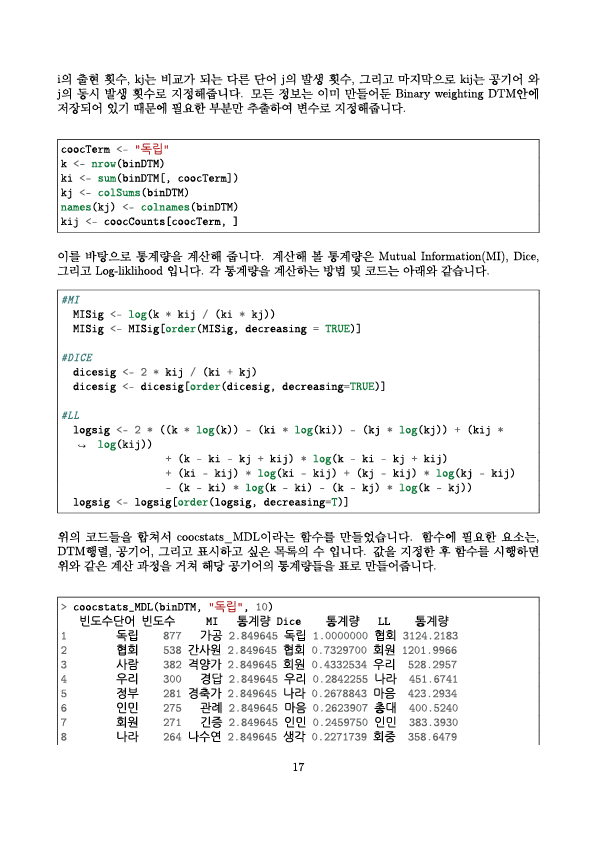 i의 출현 횟수, kj는 비교가 되는 다른 단어 j의 발생 횟수, 그리고 마지막으로 kij는 공기어 와
j의 동시 발생 횟수로 지정해줍니다. 모든 정보는 이미 만들어둔 Binary weighting DTM안에
저장되어 있기 때문에 필요한 부분만 추출하여 변수로 지정해줍니다.
coocTerm <- "독립"
k <- nrow(binDTM)
ki <- sum(binDTM[, coocTerm])
kj <- colSums(binDTM)
names(kj) <- colnames(binDTM)
kij <- coocCounts[coocTerm, ]
이를 바탕으로 통계량을 계산해 줍니다. 계산해 볼 통계량은 Mutual Information(MI), Dice,
그리고 Log-liklihood 입니다. 각 통계량을 계산하는 방법 및 코드는 아래와 같습니다.
#MI
MISig <- log(k * kij / (ki * kj))
MISig <- MISig[order(MISig, decreasing = TRUE)]
#DICE
dicesig <- 2 * kij / (ki + kj)
dicesig <- dicesig[order(dicesig, decreasing=TRUE)]
#LL
logsig <- 2 * ((k * log(k)) - (ki * log(ki)) - (kj * log(kj)) + (kij *
↪ log(kij))
+ (k - ki - kj + kij) * log(k - ki - kj + kij)
+ (ki - kij) * log(ki - kij) + (kj - kij) * log(kj - kij)
- (k - ki) * log(k - ki) - (k - kj) * log(k - kj))
logsig <- logsig[order(logsig, decreasing=T)]
위의 코드들을 합쳐서 coocstats_MDL이라는 함수를 만들었습니다. 함수에 필요한 요소는,
DTM행렬, 공기어, 그리고 표시하고 싶은 목록의 수 입니다. 값을 지정한 후 함수를 시행하면
위와 같은 계산 과정을 거쳐 해당 공기어의 통계량들을 표로 만들어줍니다.
> coocstats_MDL(binDTM, "독립", 10)
빈도수단어 빈도수 MI 통계량 Dice 통계량 LL 통계량
1 독립 877 가공 2.849645 독립 1.0000000 협회 3124.2183
2 협회 538 간사원 2.849645 협회 0.7329700 회원 1201.9966
3 사람 382 격양가 2.849645 회원 0.4332534 우리 528.2957
4 우리 300 경답 2.849645 우리 0.2842255 나라 451.6741
5 정부 281 경축가 2.849645 나라 0.2678843 마음 423.2934
6 인민 275 관례 2.849645 마음 0.2623907 총대 400.5240
7 회원 271 긴증 2.849645 인민 0.2459750 인민 383.3930
8 나라 264 나수연 2.849645 생각 0.2271739 회중 358.6479
17